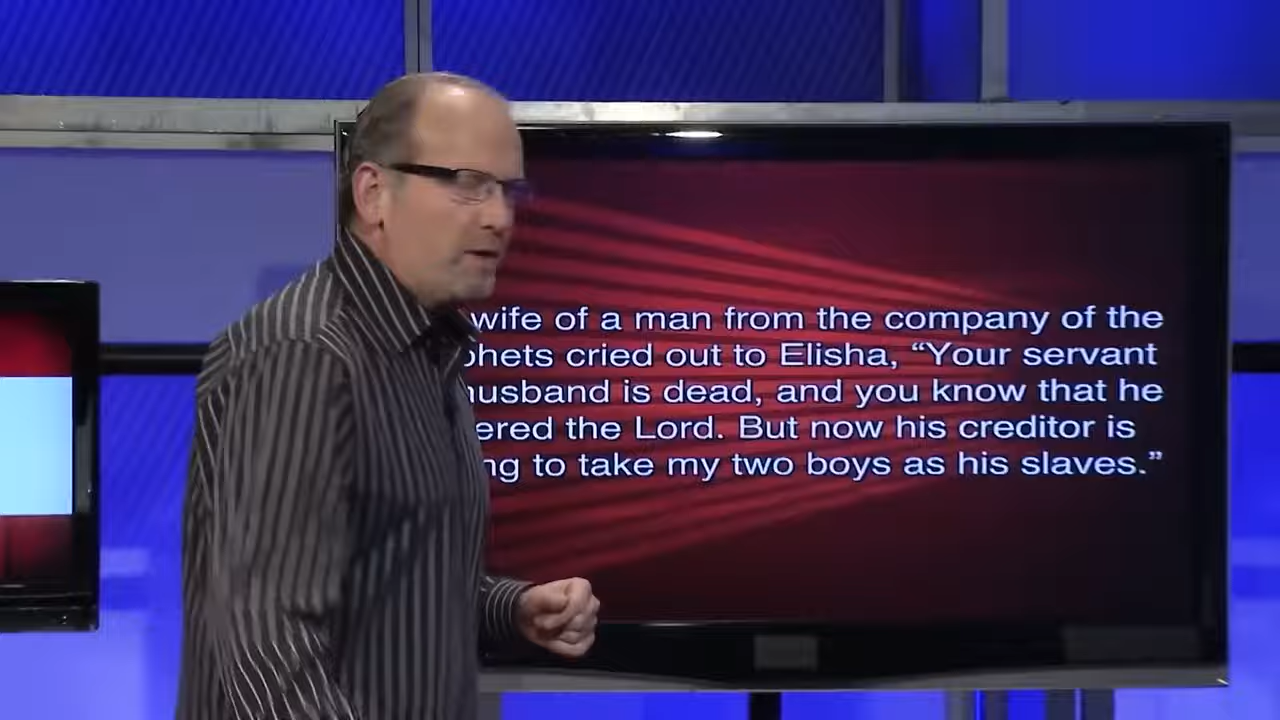 wife of a man from the company of the
cried out to Elisha, “Your servant
is dead, and you know that he
the Lord. But now his creditor is
to take my two boys as his slaves.”